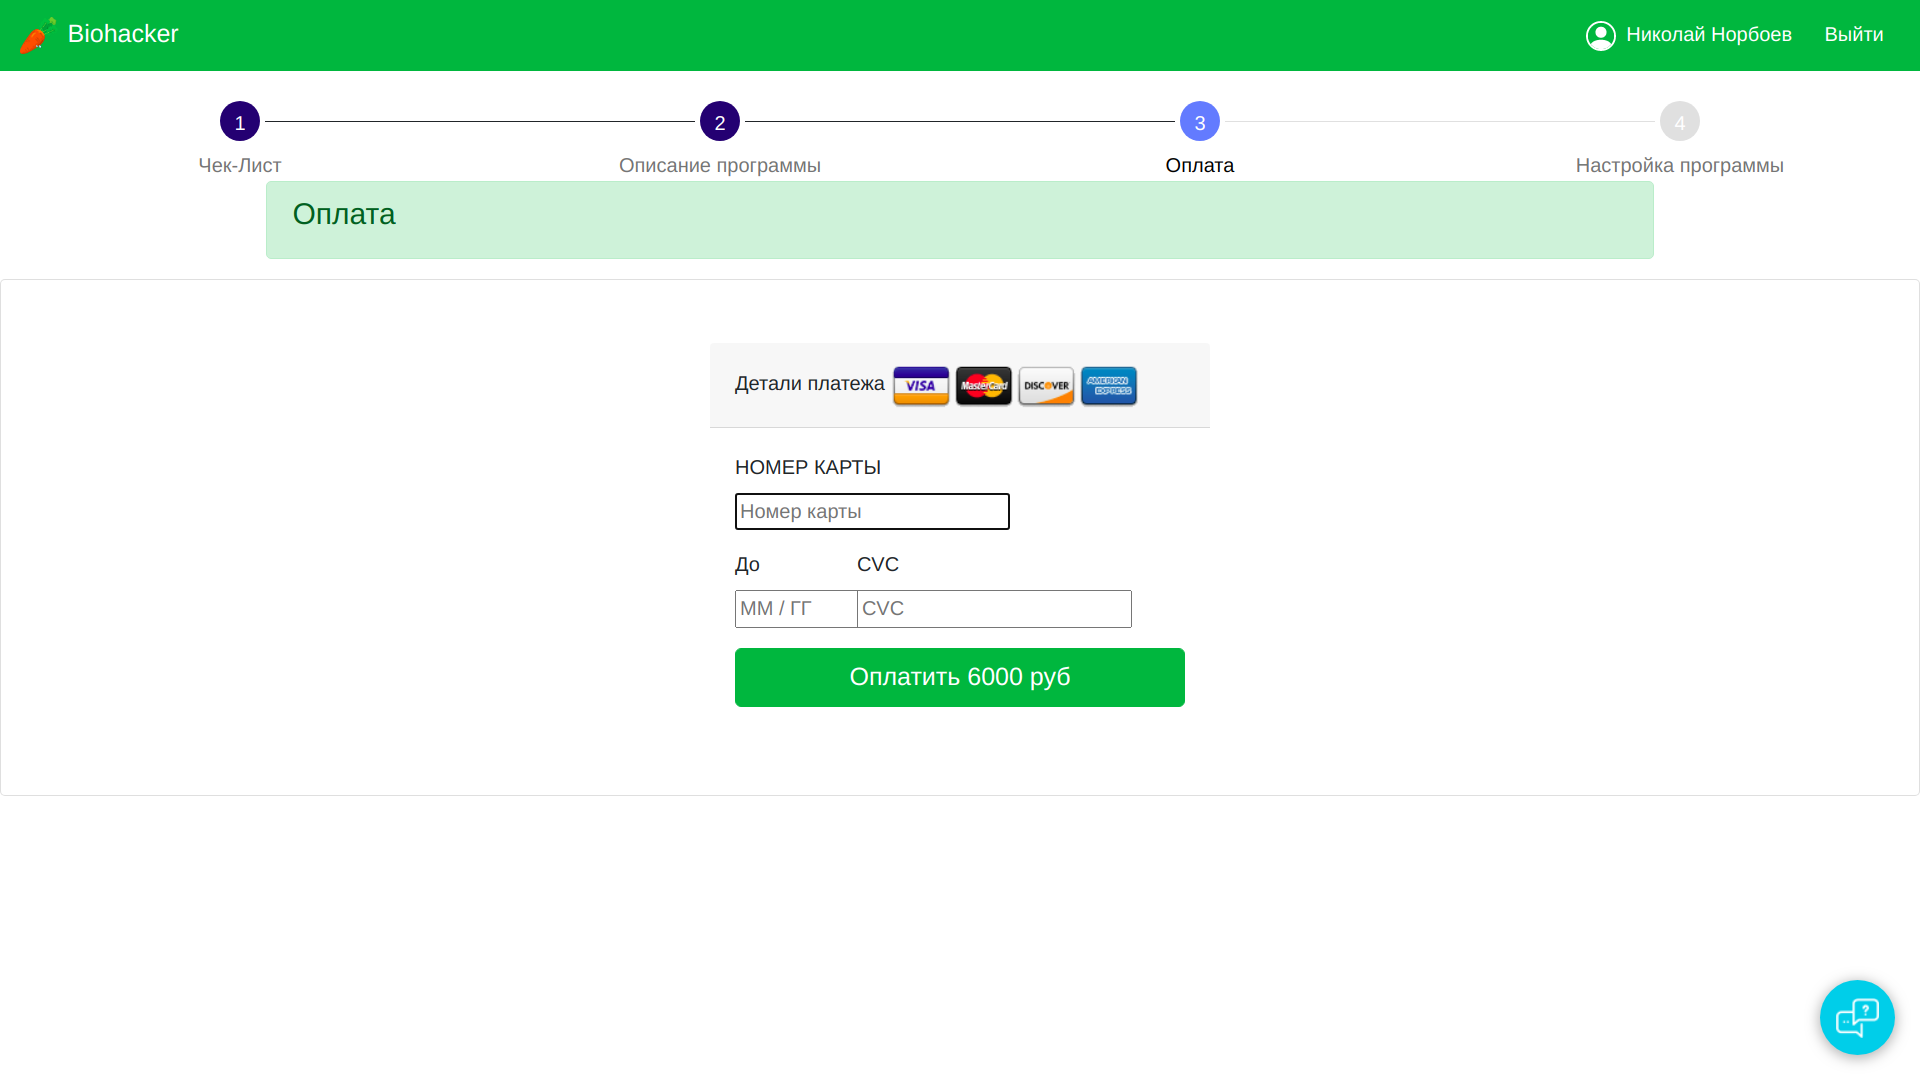 Biohacker
Николай Норбоев
Выйти
1
2
3
4
Чек-Лист
Описание программы
Оплата
Настройка программы
Оплата
Детали платежа
VISA
MasterCard
DISCOVER
AMERICAN EXPRESS
НОМЕР КАРТЫ
Номер карты
До
CVC
ММ / ГГ
CVC
Оплатить 6000 руб
?